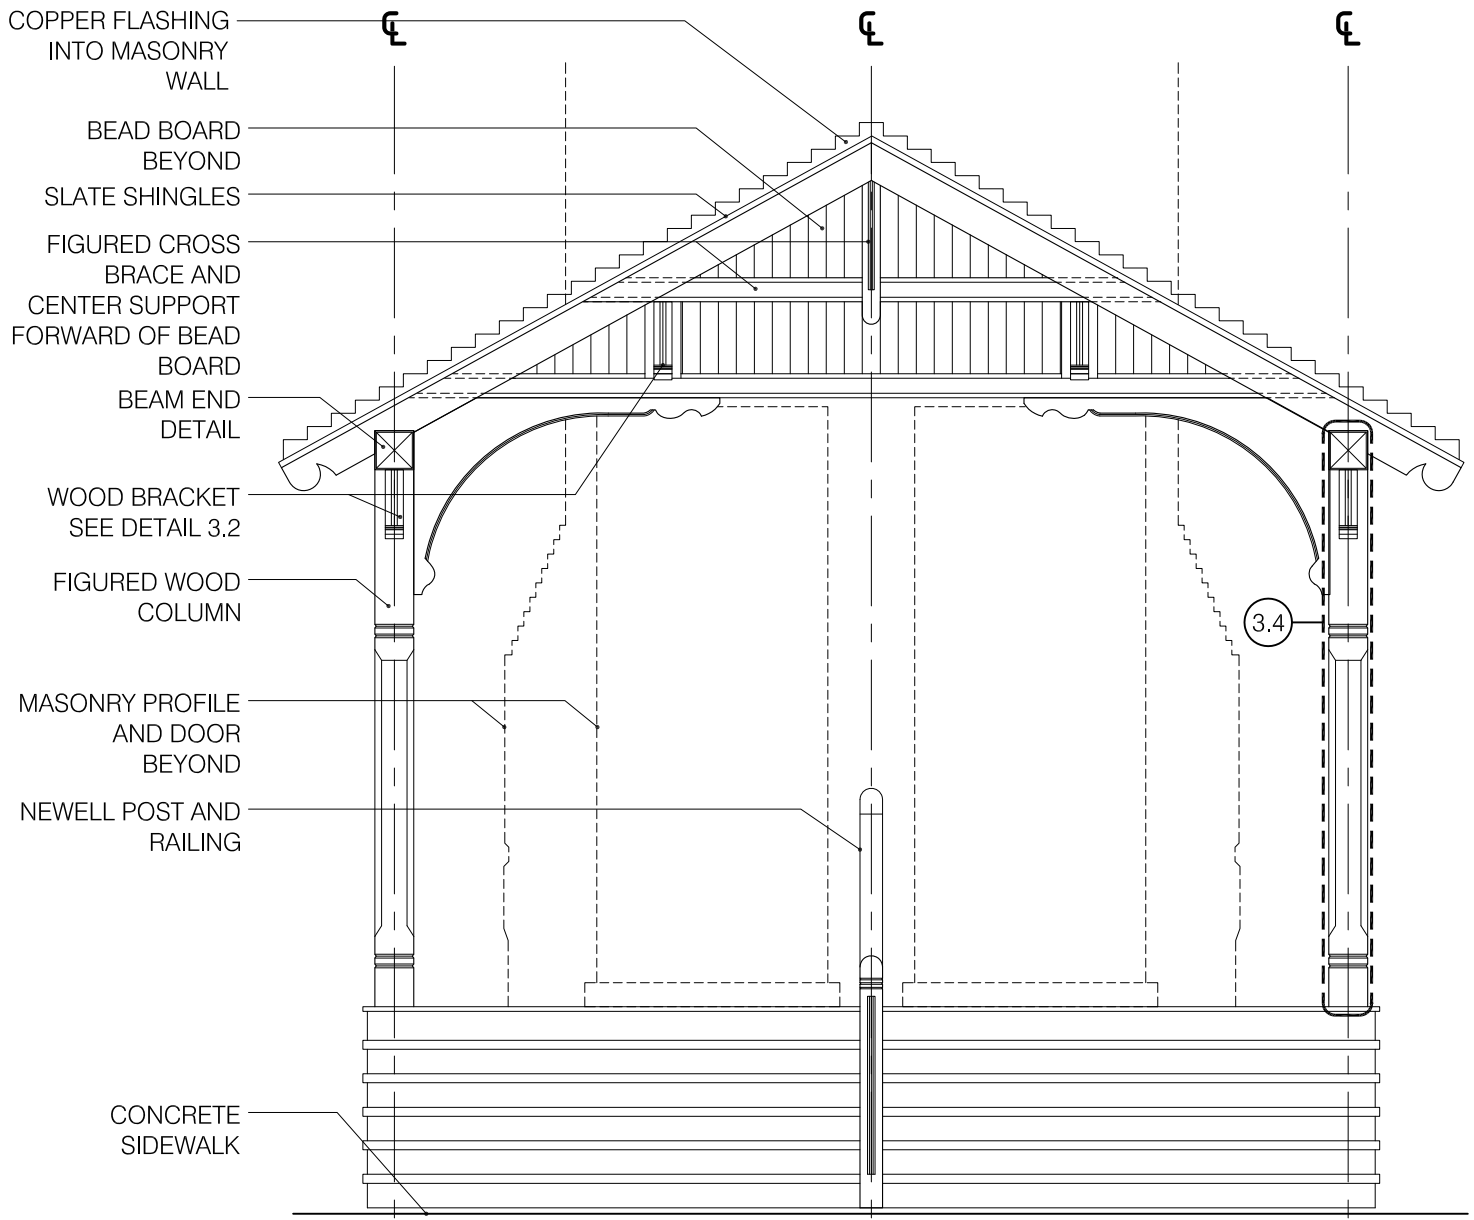 ℄ ℄ ℄
COPPER FLASHING
INTO MASONRY
WALL
BEAD BOARD
BEYOND
SLATE SHINGLES
FIGURED CROSS
BRACE AND
CENTER SUPPORT
FORWARD OF BEAD
BOARD
BEAM END
DETAIL
WOOD BRACKET
SEE DETAIL 3.2
FIGURED WOOD
COLUMN
3.4
MASONRY PROFILE
AND DOOR
BEYOND
NEWELL POST AND
RAILING
CONCRETE
SIDEWALK